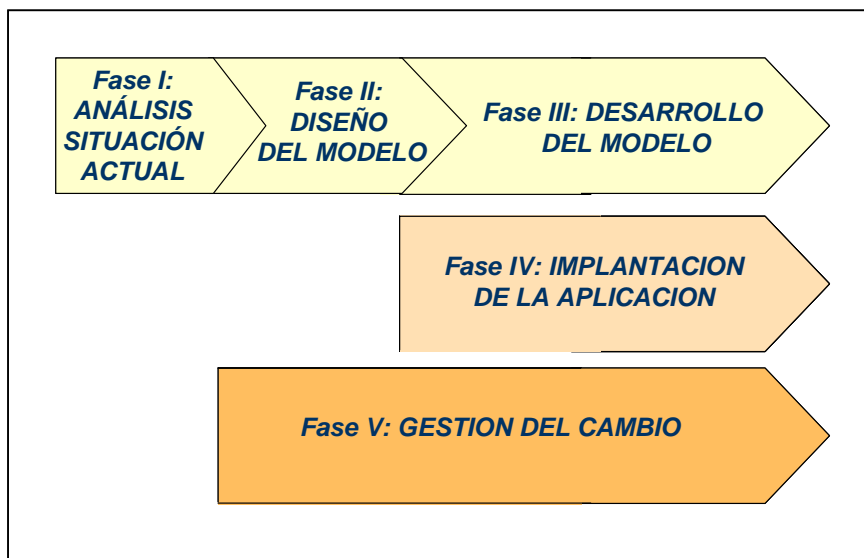 Fase I:
ANÁLISIS
SITUACIÓN
ACTUAL
Fase II:
DISEÑO
DEL MODELO
Fase III: DESARROLLO
DEL MODELO
Fase IV: IMPLANTACION
DE LA APLICACION
Fase V: GESTION DEL CAMBIO